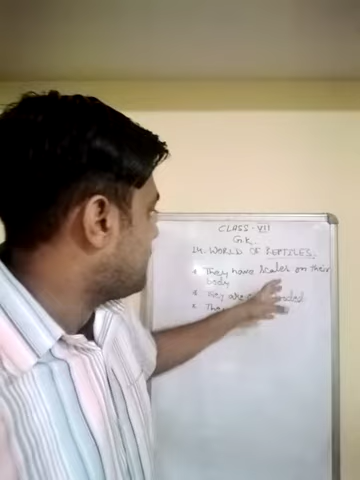 CLASS-VII
G.K.
14. WORLD OF REPTILES.
They have scales on their
body
They are
The